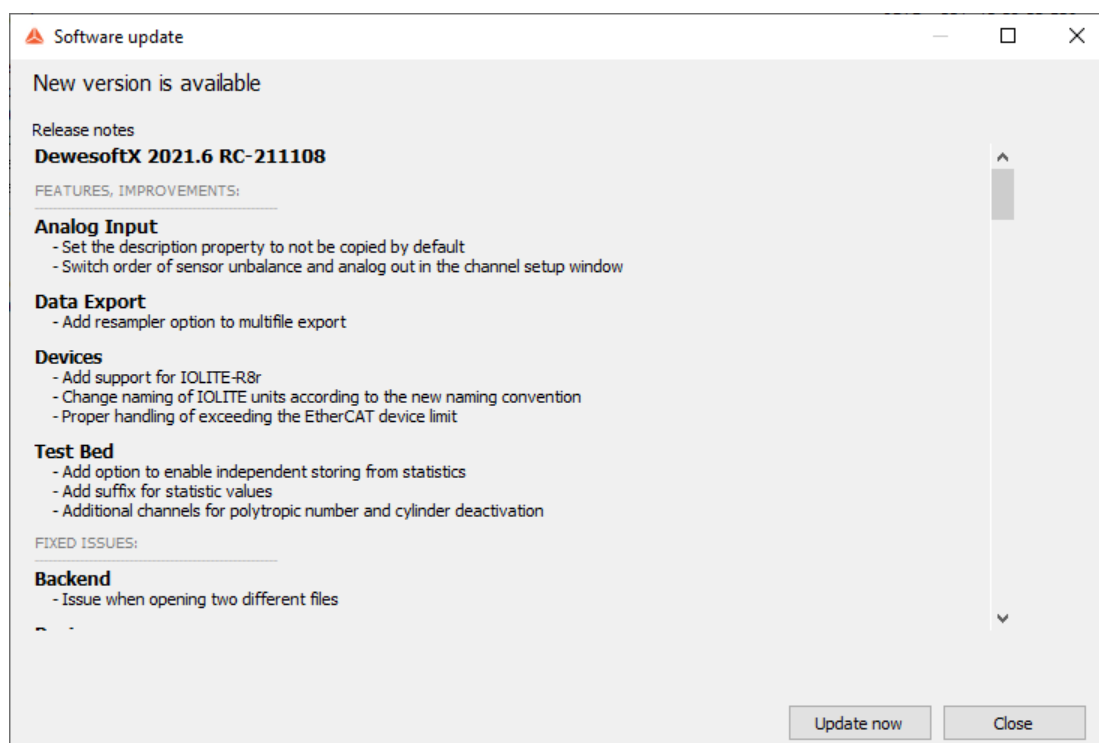 Software update
New version is available
Release notes
DewesoftX 2021.6 RC-211108
FEATURES, IMPROVEMENTS:
Analog Input
- Set the description property to not be copied by default
- Switch order of sensor unbalance and analog out in the channel setup window
Data Export
- Add resampler option to multifile export
Devices
- Add support for IOLITE-R8r
- Change naming of IOLITE units according to the new naming convention
- Proper handling of exceeding the EtherCAT device limit
Test Bed
- Add option to enable independent storing from statistics
- Add suffix for statistic values
- Additional channels for polytropic number and cylinder deactivation
FIXED ISSUES:
Backend
- Issue when opening two different files
Update now
Close